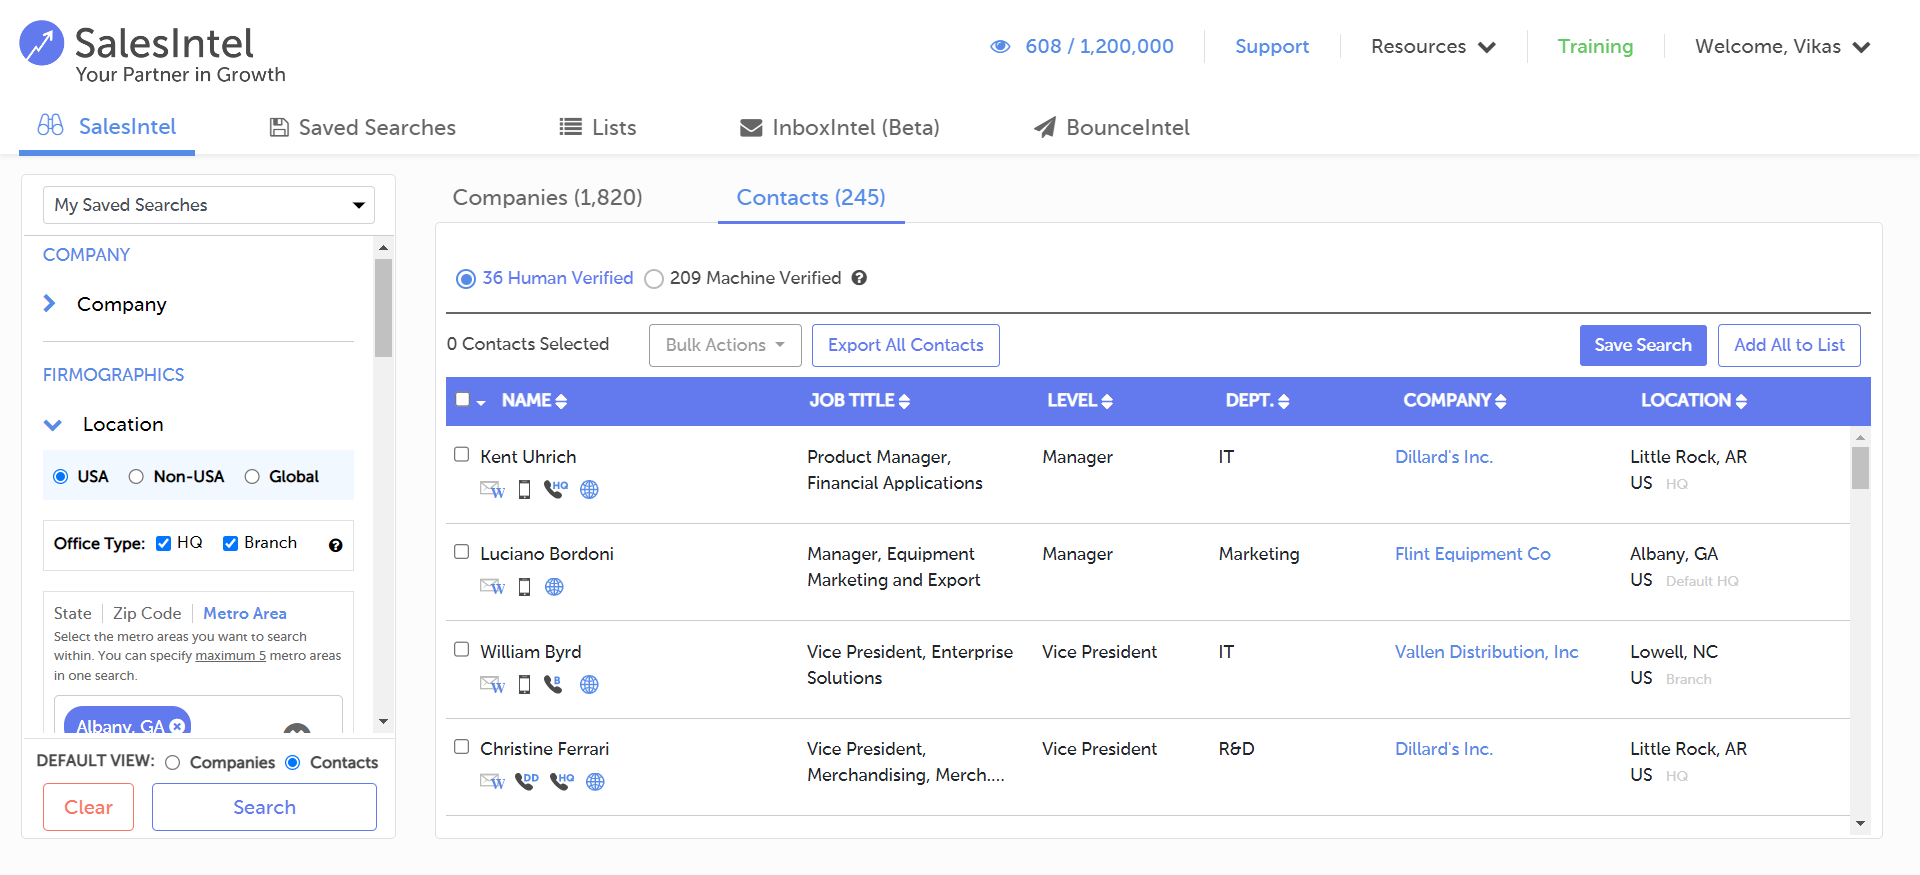 SalesIntel
Your Partner in Growth
608 / 1,200,000
Support
Resources
Training
Welcome, Vikas
SalesIntel
Saved Searches
Lists
InboxIntel (Beta)
BounceIntel
My Saved Searches
COMPANY
Company
FIRMOGRAPHICS
Location
USA Non-USA Global
Office Type: HQ Branch
State Zip Code Metro Area
Select the metro areas you want to search
within. You can specify maximum 5 metro areas
in one search.
Albany, GA
DEFAULT VIEW: Companies Contacts
Clear
Search
Companies (1,820)
Contacts (245)
36 Human Verified 209 Machine Verified
0 Contacts Selected
Bulk Actions
Export All Contacts
Save Search
Add All to List
NAME JOB TITLE LEVEL DEPT. COMPANY LOCATION
Kent Uhrich
W HQ
Product Manager,
Financial Applications
Manager
IT
Dillard's Inc.
Little Rock, AR
US HQ
Luciano Bordoni
W
Manager, Equipment
Marketing and Export
Manager
Marketing
Flint Equipment Co
Albany, GA
US Default HQ
William Byrd
W B
Vice President, Enterprise
Solutions
Vice President
IT
Vallen Distribution, Inc
Lowell, NC
US Branch
Christine Ferrari
W DD HQ
Vice President,
Merchandising, Merch....
Vice President
R&D
Dillard's Inc.
Little Rock, AR
US HQ